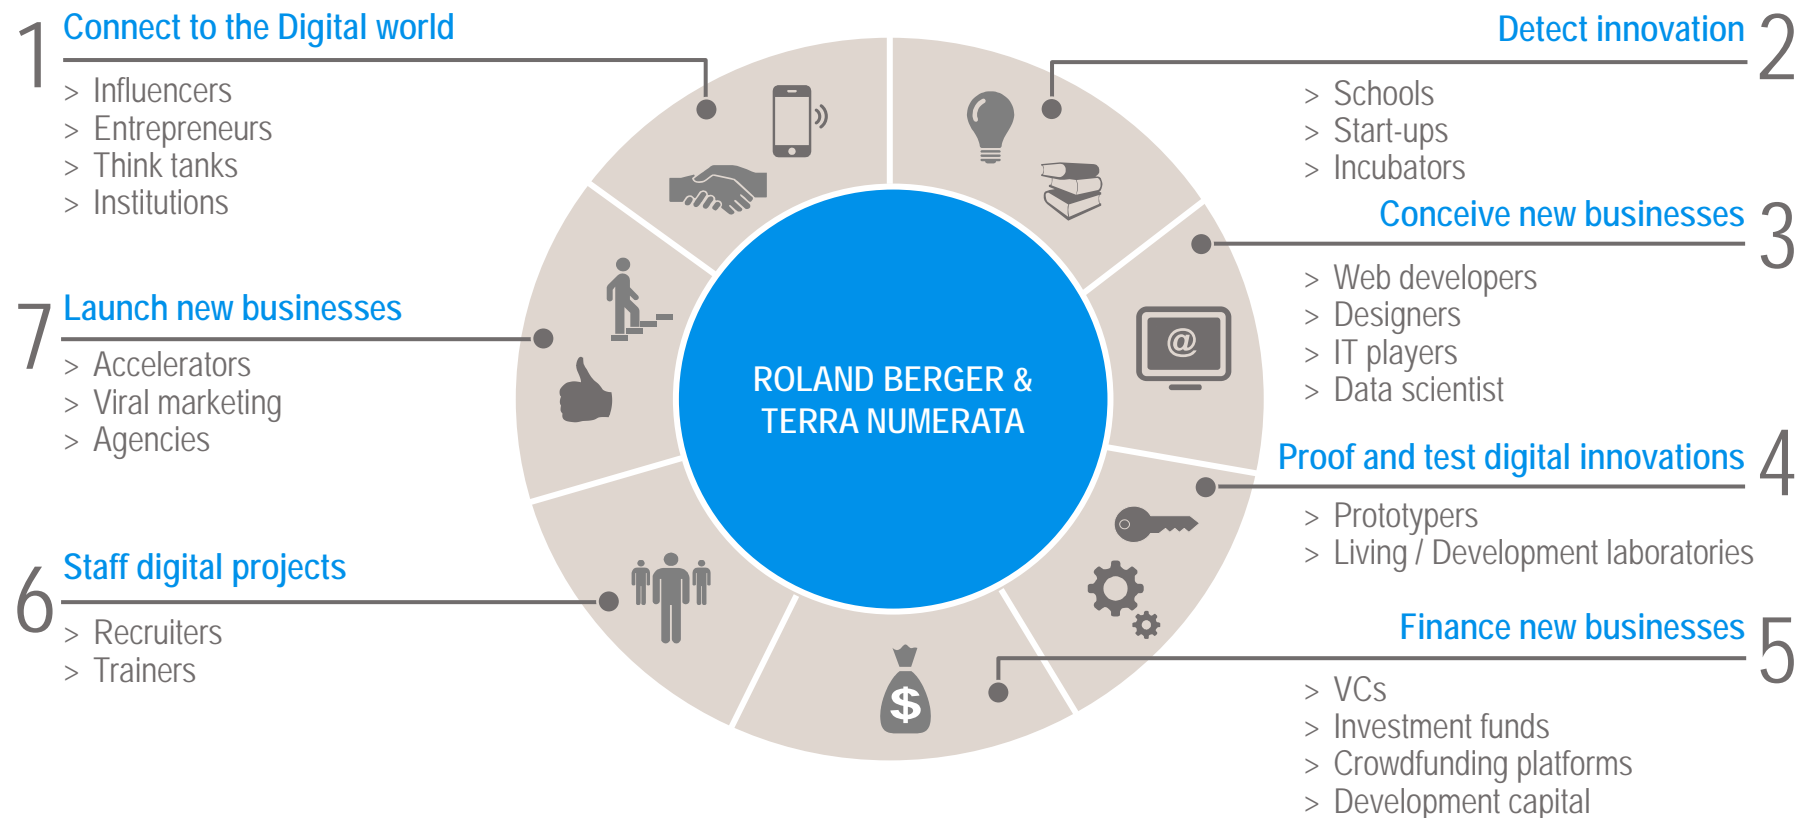 1 Connect to the Digital world
> Influencers
> Entrepreneurs
> Think tanks
> Institutions
Detect innovation 2
> Schools
> Start-ups
> Incubators
Conceive new businesses 3
> Web developers
> Designers
> IT players
> Data scientist
@
Proof and test digital innovations 4
> Prototypers
> Living / Development laboratories
Finance new businesses 5
> VCs
> Investment funds
> Crowdfunding platforms
> Development capital
$
6 Staff digital projects
> Recruiters
> Trainers
7 Launch new businesses
> Accelerators
> Viral marketing
> Agencies
ROLAND BERGER &
TERRA NUMERATA